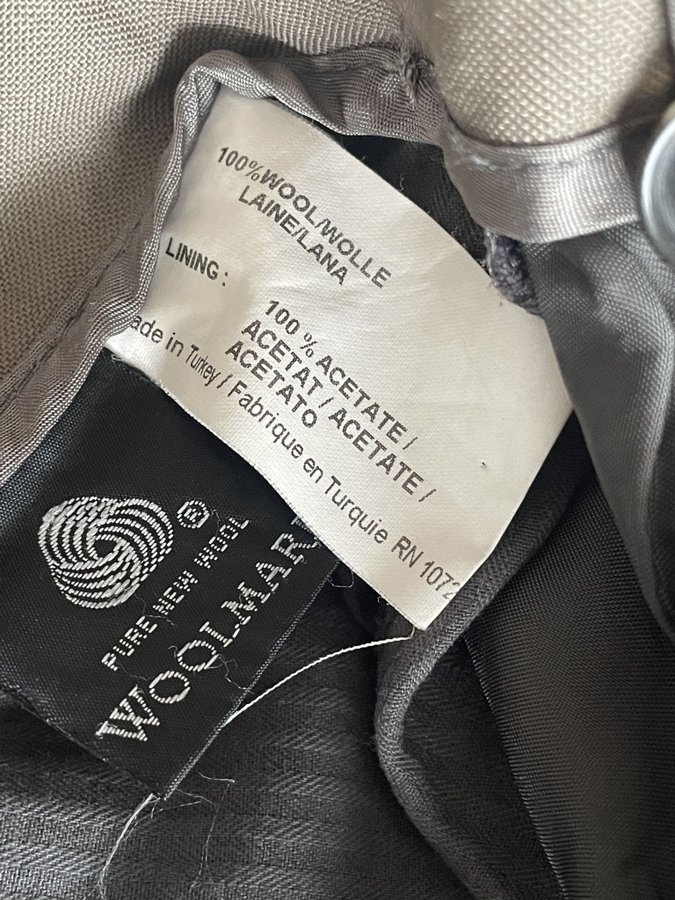 100%WOOL/WOLLE
LAINE/LANA
LINING :
100 % ACETATE /
ACETAT / ACETATE /
ACETATO
ade in Turkey / Fabrique en Turquie RN 1072
®
PURE NEW WOOL
WOOLMAR